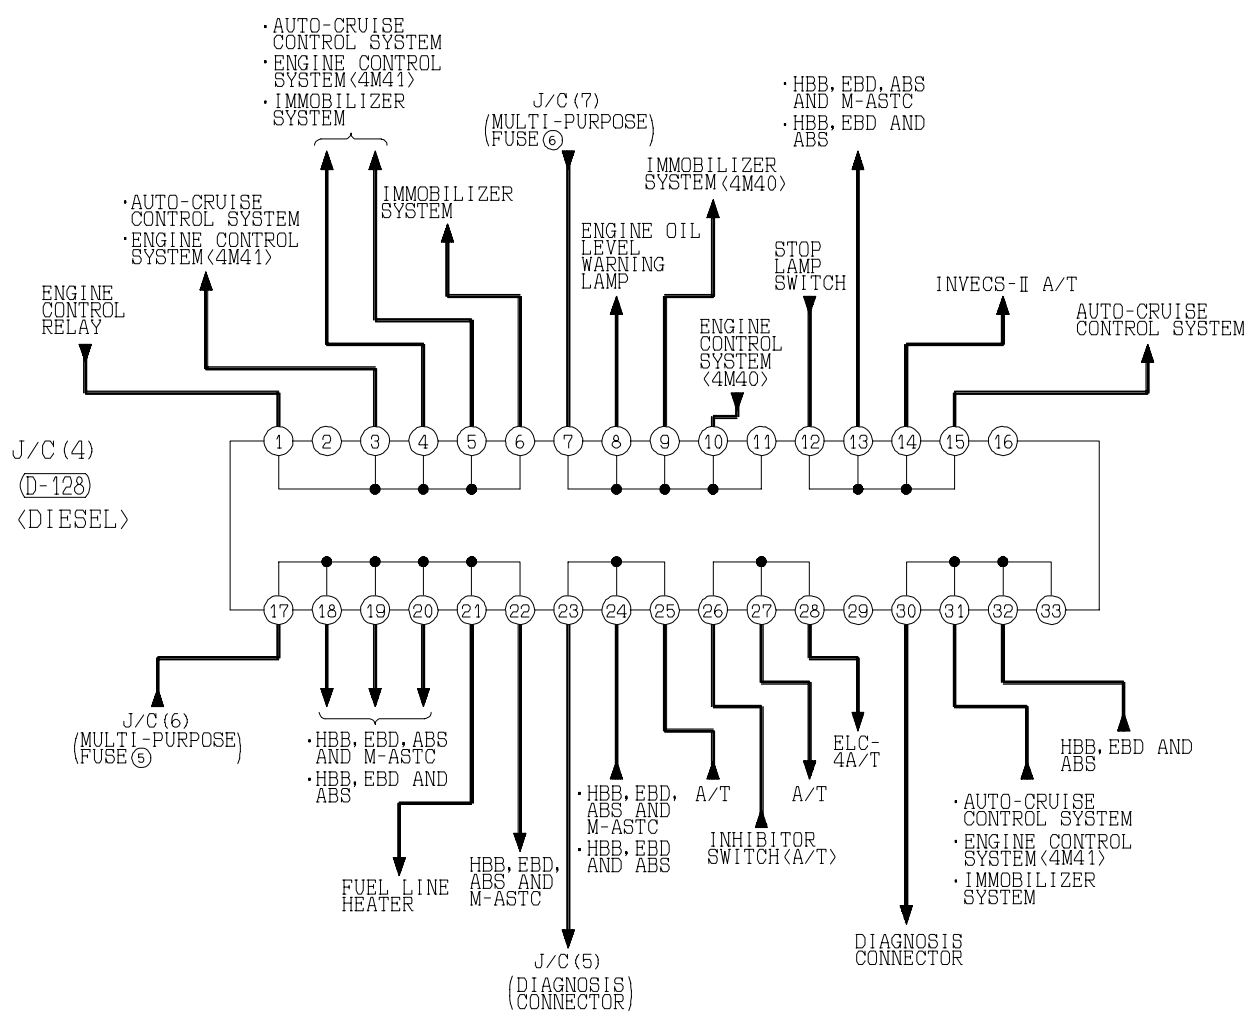 · AUTO-CRUISE
CONTROL SYSTEM
· ENGINE CONTROL
SYSTEM〈4M41〉
· IMMOBILIZER
SYSTEM
J/C(7)
(MULTI-PURPOSE
FUSE⑥)
· HBB, EBD, ABS
AND M-ASTC
· HBB, EBD AND
ABS
IMMOBILIZER
SYSTEM〈4M40〉
· AUTO-CRUISE
CONTROL SYSTEM
· ENGINE CONTROL
SYSTEM〈4M41〉
IMMOBILIZER
SYSTEM
ENGINE OIL
LEVEL
WARNING
LAMP
STOP
LAMP
SWITCH
INVECS-Ⅱ A/T
ENGINE
CONTROL
RELAY
AUTO-CRUISE
CONTROL SYSTEM
ENGINE
CONTROL
SYSTEM
〈4M40〉
J/C(4)
D-128
〈DIESEL〉
1 2 3 4 5 6 7 8 9 10 11 12 13 14 15 16
17 18 19 20 21 22 23 24 25 26 27 28 29 30 31 32 33
J/C(6)
(MULTI-PURPOSE
FUSE⑤)
· HBB, EBD, ABS
AND M-ASTC
· HBB, EBD AND
ABS
ELC-
4A/T
HBB, EBD AND
ABS
· HBB, EBD,
ABS AND
M-ASTC
· HBB, EBD
AND ABS
A/T
A/T
INHIBITOR
SWITCH〈A/T〉
· AUTO-CRUISE
CONTROL SYSTEM
· ENGINE CONTROL
SYSTEM〈4M41〉
· IMMOBILIZER
SYSTEM
FUEL LINE
HEATER
HBB, EBD,
ABS AND
M-ASTC
DIAGNOSIS
CONNECTOR
J/C(5)
(DIAGNOSIS
CONNECTOR)